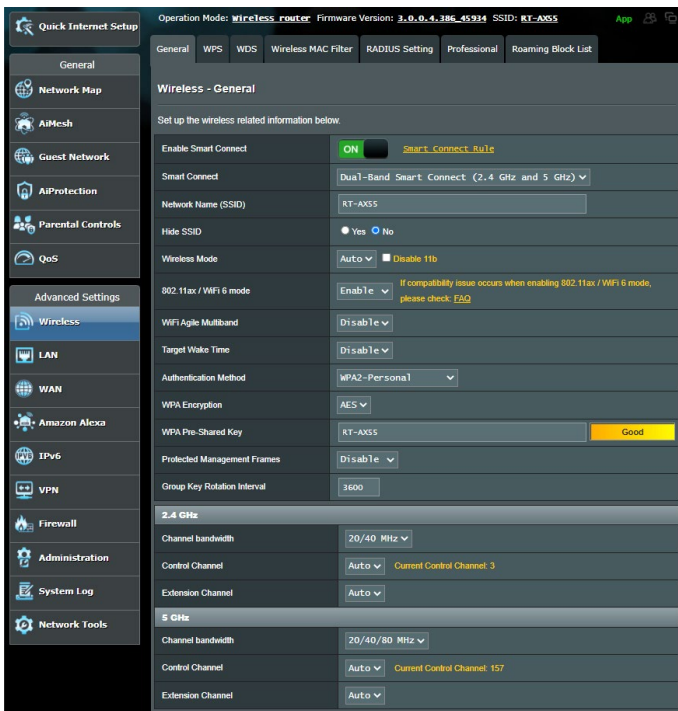 Quick Internet Setup
General
Network Map
AiMesh
Guest Network
AiProtection
Parental Controls
QoS
Advanced Settings
Wireless
LAN
WAN
Amazon Alexa
IPv6
VPN
Firewall
Administration
System Log
Network Tools
Operation Mode: Wireless router Firmware Version: 3.0.0.4.386_45934 SSID: RT-AX55 App
General WPS WDS Wireless MAC Filter RADIUS Setting Professional Roaming Block List
Wireless - General
Set up the wireless related information below.
Enable Smart Connect ON Smart Connect Rule
Smart Connect Dual-Band Smart Connect (2.4 GHz and 5 GHz)
Network Name (SSID) RT-AX55
Hide SSID Yes No
Wireless Mode Auto Disable 11b
802.11ax / WiFi 6 mode Enable If compatibility issue occurs when enabling 802.11ax / WiFi 6 mode,
please check: FAQ
WiFi Agile Multiband Disable
Target Wake Time Disable
Authentication Method WPA2-Personal
WPA Encryption AES
WPA Pre-Shared Key RT-AX55 Good
Protected Management Frames Disable
Group Key Rotation Interval 3600
2.4 GHz
Channel bandwidth 20/40 MHz
Control Channel Auto Current Control Channel: 3
Extension Channel Auto
5 GHz
Channel bandwidth 20/40/80 MHz
Control Channel Auto Current Control Channel: 157
Extension Channel Auto